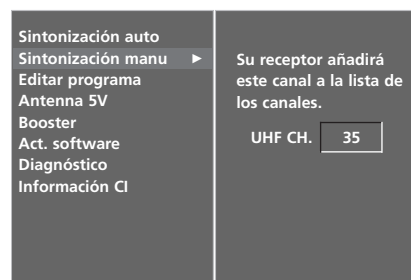 Sintonización auto
Sintonización manu ►
Editar programa
Antenna 5V
Booster
Act. software
Diagnóstico
Información CI
Su receptor añadirá
este canal a la lista de
los canales.
UHF CH. 35